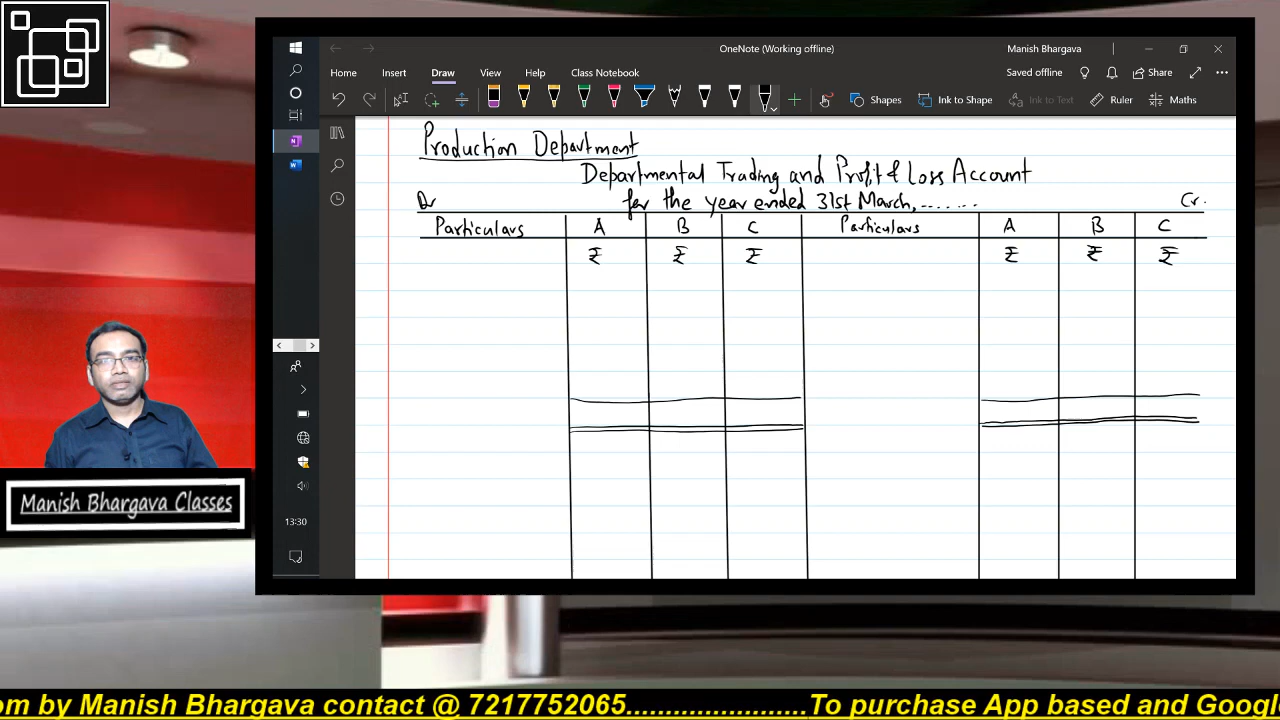 OneNote (Working offline)
Manish Bhargava
Home Insert Draw View Help Class Notebook
Saved offline
Share
Shapes
Ink to Shape
Ink to Text
Ruler
Maths
Production Department
Departmental Trading and Profit & Loss Account
Dr for the year ended 31st March,....... Cr.
Particulars A B C Particulars A B C
₹ ₹ ₹ ₹ ₹ ₹
Manish Bhargava Classes
13:30
om by Manish Bhargava contact @ 7217752065.......................To purchase App based and Googl